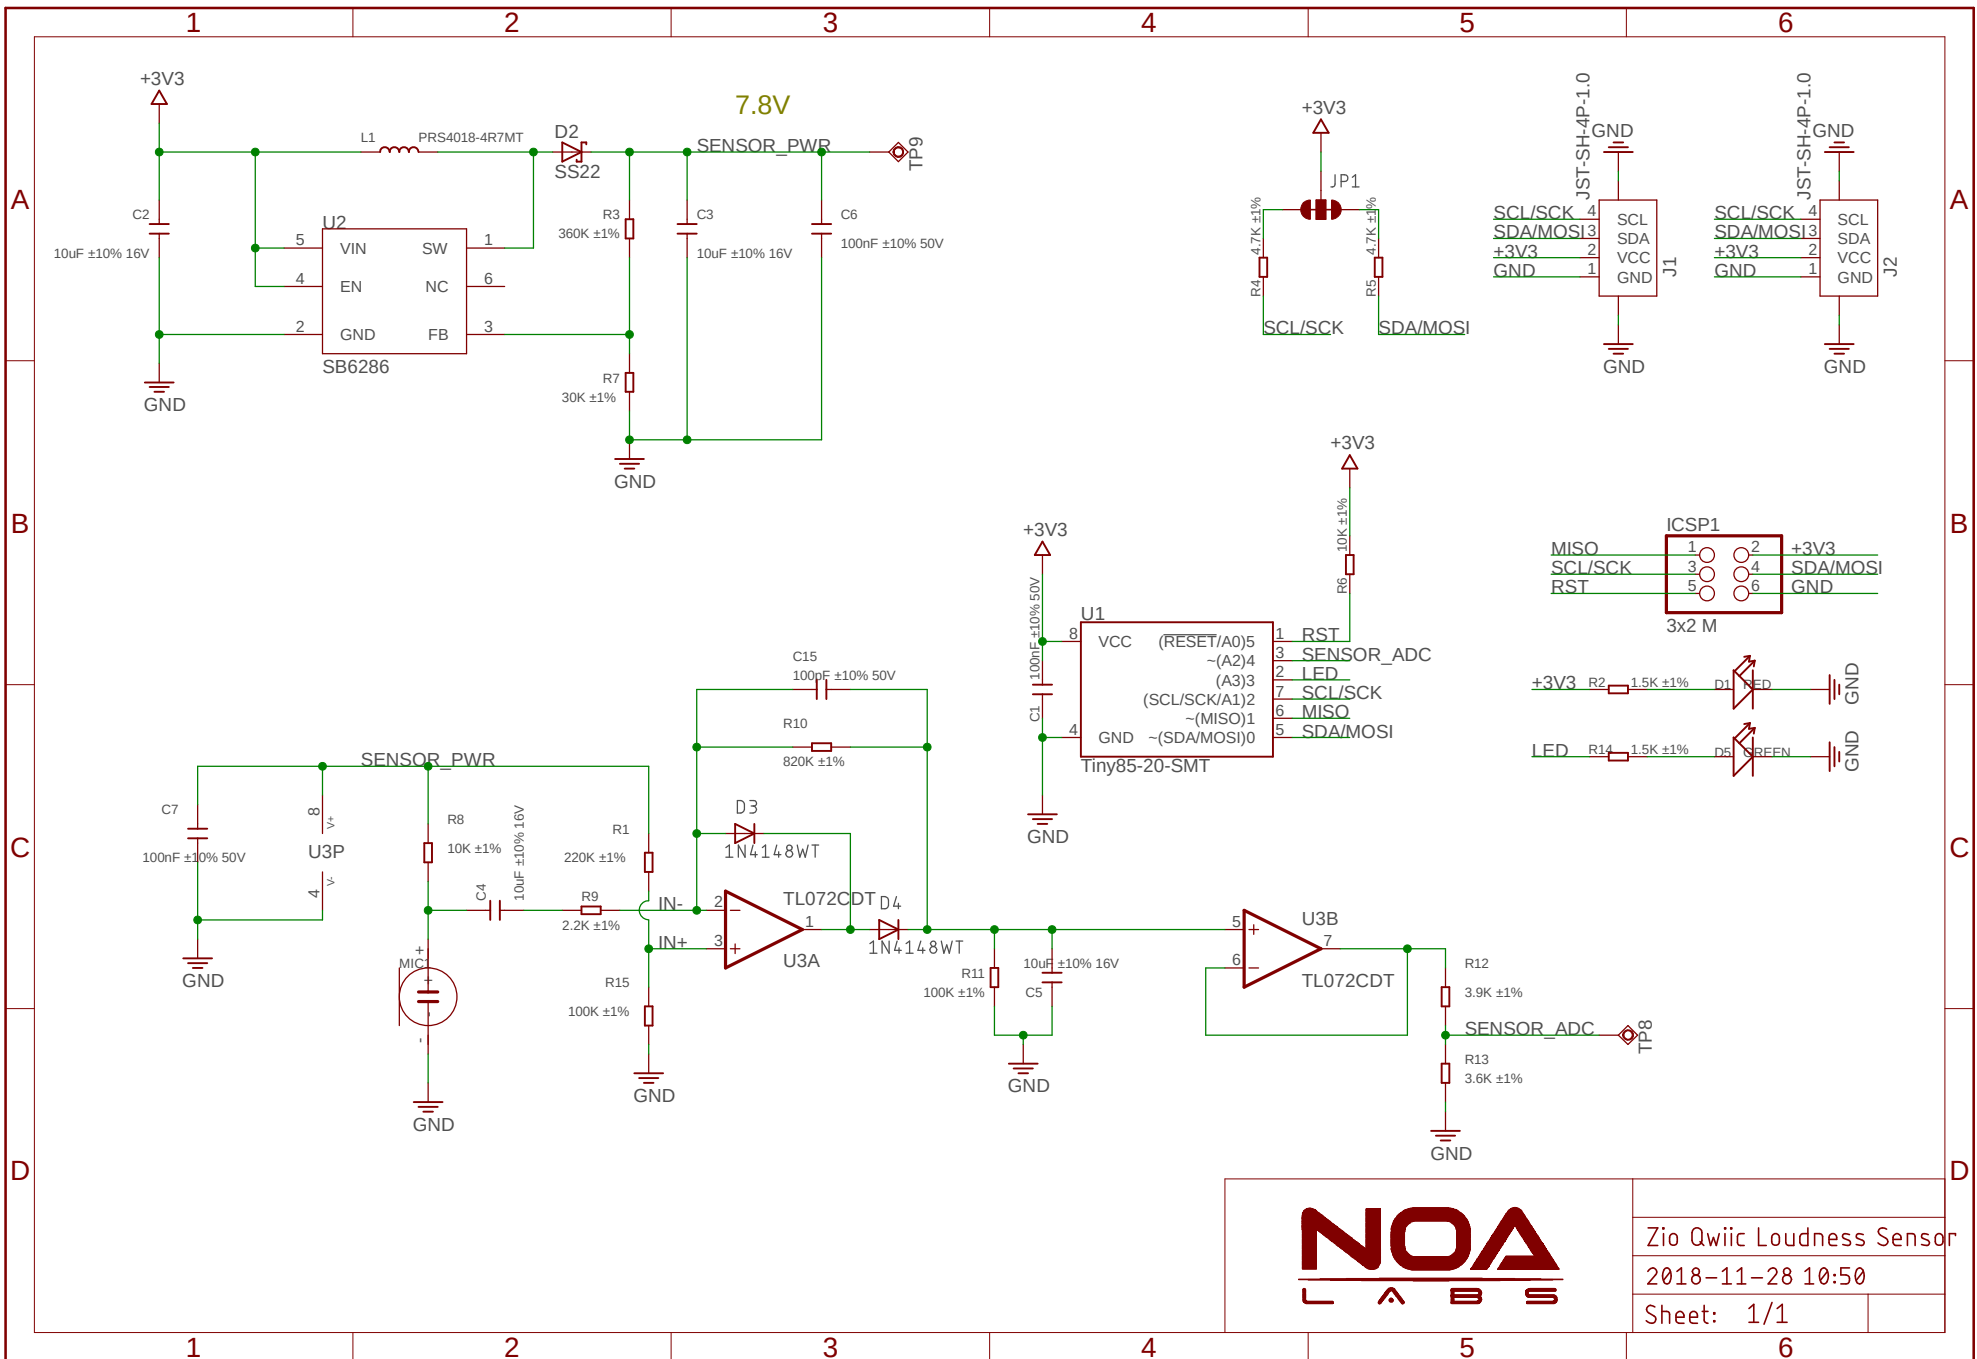 1 2 3 4 5 6
A A
B B
C C
D D
1 2 3 4 5 6
+3V3
7.8V
L1 PRS4018-4R7MT
D2
SS22
SENSOR_PWR
TP9
C2
10uF ±10% 16V
U2
5 VIN SW 1
4 EN NC 6
2 GND FB 3
SB6286
GND
R3
360K ±1%
R7
30K ±1%
C3
10uF ±10% 16V
C6
100nF ±10% 50V
GND
+3V3
JP1
R4 4.7K ±1%
R5 4.7K ±1%
SCL/SCK
SDA/MOSI
JST-SH-4P-1.0
GND
SCL/SCK 4 SCL
SDA/MOSI 3 SDA
+3V3 2 VCC
GND 1 GND
J1
GND
JST-SH-4P-1.0
GND
SCL/SCK 4 SCL
SDA/MOSI 3 SDA
+3V3 2 VCC
GND 1 GND
J2
GND
+3V3
10K ±1%
R6
+3V3
100nF ±10% 50V
C1
U1
8 VCC (RESET/A0)5 1 RST
~(A2)4 3 SENSOR_ADC
(A3)3 2 LED
(SCL/SCK/A1)2 7 SCL/SCK
~(MISO)1 6 MISO
4 GND ~(SDA/MOSI)0 5 SDA/MOSI
Tiny85-20-SMT
GND
ICSP1
MISO 1 2 +3V3
SCL/SCK 3 4 SDA/MOSI
RST 5 6 GND
3x2 M
+3V3 R2 1.5K ±1% D1 RED GND
LED R14 1.5K ±1% D5 GREEN GND
SENSOR_PWR
C7
100nF ±10% 50V
GND
8 V+
U3P
4 V-
R8
10K ±1%
C4
10uF ±10% 16V
R9
2.2K ±1%
+
+
-
-
GND
R1
220K ±1%
IN-
IN+
R15
100K ±1%
GND
C15
100pF ±10% 50V
R10
820K ±1%
D3
1N4148WT
TL072CDT
2 −
3 +
1
U3A
D4
1N4148WT
R11
100K ±1%
10uF ±10% 16V
C5
GND
5 +
6 −
7
U3B
TL072CDT
R12
3.9K ±1%
SENSOR_ADC
TP8
R13
3.6K ±1%
GND
NOA
LABS
Zio Qwiic Loudness Sensor
2018-11-28 10:50
Sheet: 1/1